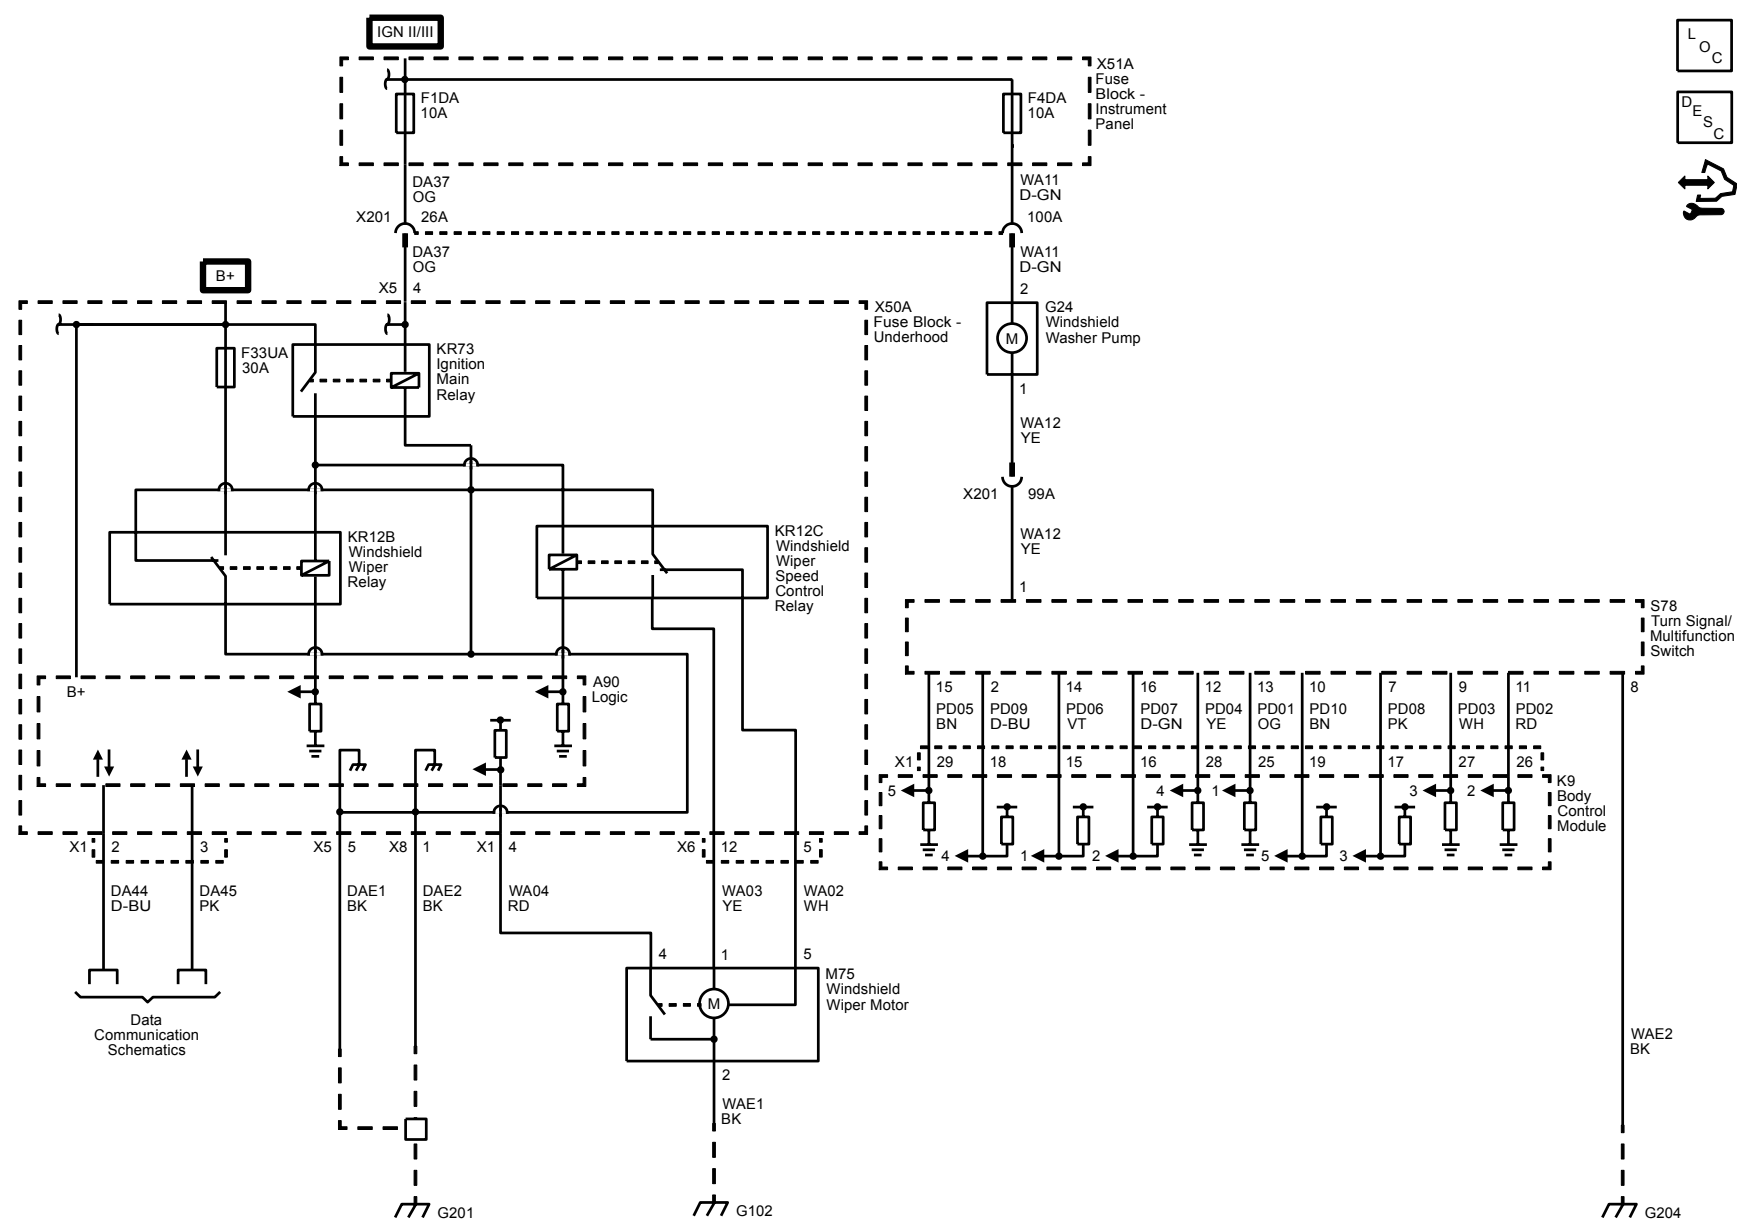 IGN II/III
L
O
C
D
E
S
C
X51A
Fuse
Block -
Instrument
Panel
F1DA
10A
F4DA
10A
DA37
OG
WA11
D-GN
X201
26A
100A
DA37
OG
WA11
D-GN
B+
X5
4
2
X50A
Fuse Block -
Underhood
G24
Windshield
Washer Pump
M
F33UA
30A
KR73
Ignition
Main
Relay
1
WA12
YE
X201
99A
KR12B
Windshield
Wiper
Relay
KR12C
Windshield
Wiper
Speed
Control
Relay
WA12
YE
1
S78
Turn Signal/
Multifunction
Switch
B+
A90
Logic
15
2
14
16
12
13
10
7
9
11
8
PD05
BN
PD09
D-BU
PD06
VT
PD07
D-GN
PD04
YE
PD01
OG
PD10
BN
PD08
PK
PD03
WH
PD02
RD
X1
29
18
15
16
28
25
19
17
27
26
K9
Body
Control
Module
5
4
1
3
2
4
1
2
5
3
X1
2
3
X5
5
X8
1
X1
4
X6
12
5
DA44
D-BU
DA45
PK
DAE1
BK
DAE2
BK
WA04
RD
WA03
YE
WA02
WH
4
1
5
M75
Windshield
Wiper Motor
M
Data
Communication
Schematics
2
WAE1
BK
WAE2
BK
G201
G102
G204